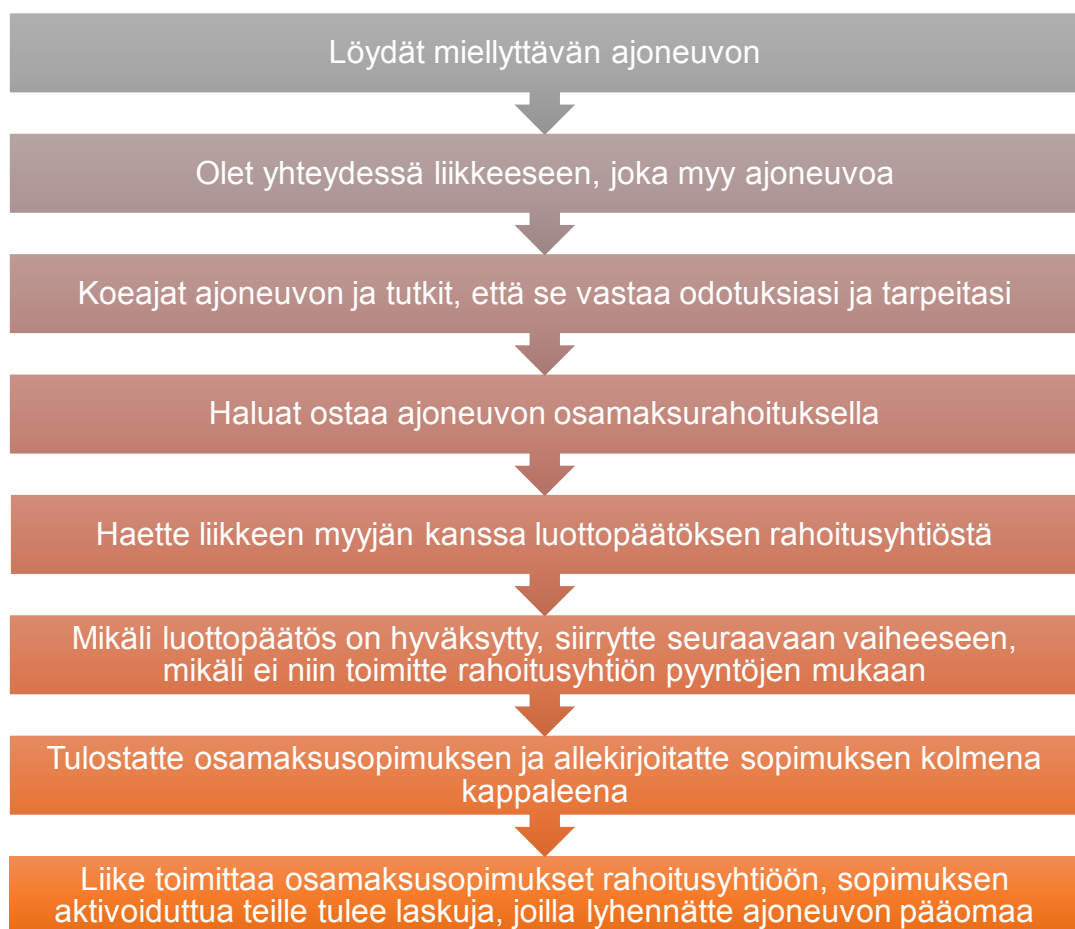 Löydät miellyttävän ajoneuvon
Olet yhteydessä liikkeeseen, joka myy ajoneuvoa
Koeajat ajoneuvon ja tutkit, että se vastaa odotuksiasi ja tarpeitasi
Haluat ostaa ajoneuvon osamaksurahoituksella
Haette liikkeen myyjän kanssa luottopäätöksen rahoitusyhtiöstä
Mikäli luottopäätös on hyväksytty, siirrytte seuraavaan vaiheeseen,
mikäli ei niin toimitte rahoitusyhtiön pyyntöjen mukaan
Tulostatte osamaksusopimuksen ja allekirjoitatte sopimuksen kolmena
kappaleena
Liike toimittaa osamaksusopimukset rahoitusyhtiöön, sopimuksen
aktivoiduttua teille tulee laskuja, joilla lyhennätte ajoneuvon pääomaa